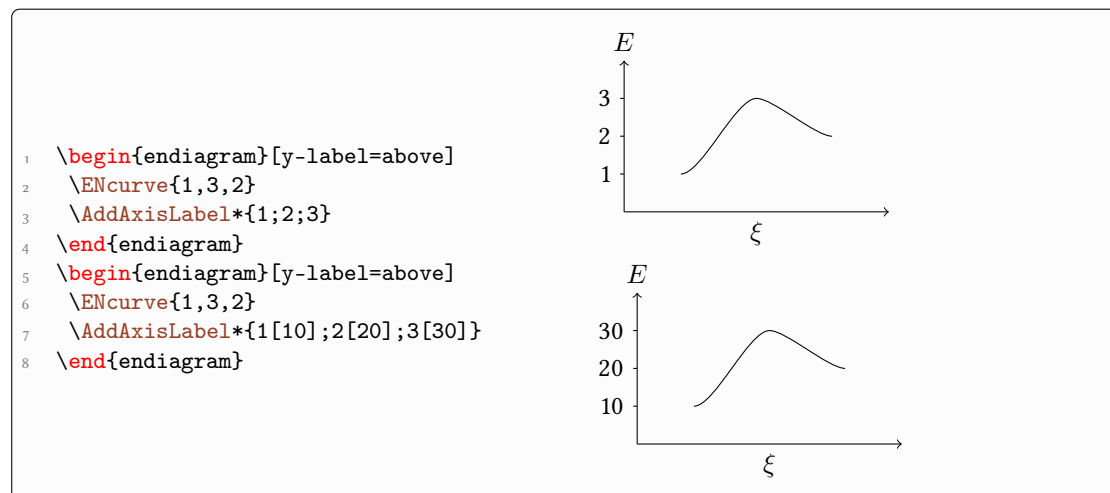 1 \begin{endiagram}[y-label=above]
2 \ENcurve{1,3,2}
3 \AddAxisLabel*{1;2;3}
4 \end{endiagram}
5 \begin{endiagram}[y-label=above]
6 \ENcurve{1,3,2}
7 \AddAxisLabel*{1[10];2[20];3[30]}
8 \end{endiagram}
E
3
2
1
ξ
E
30
20
10
ξ